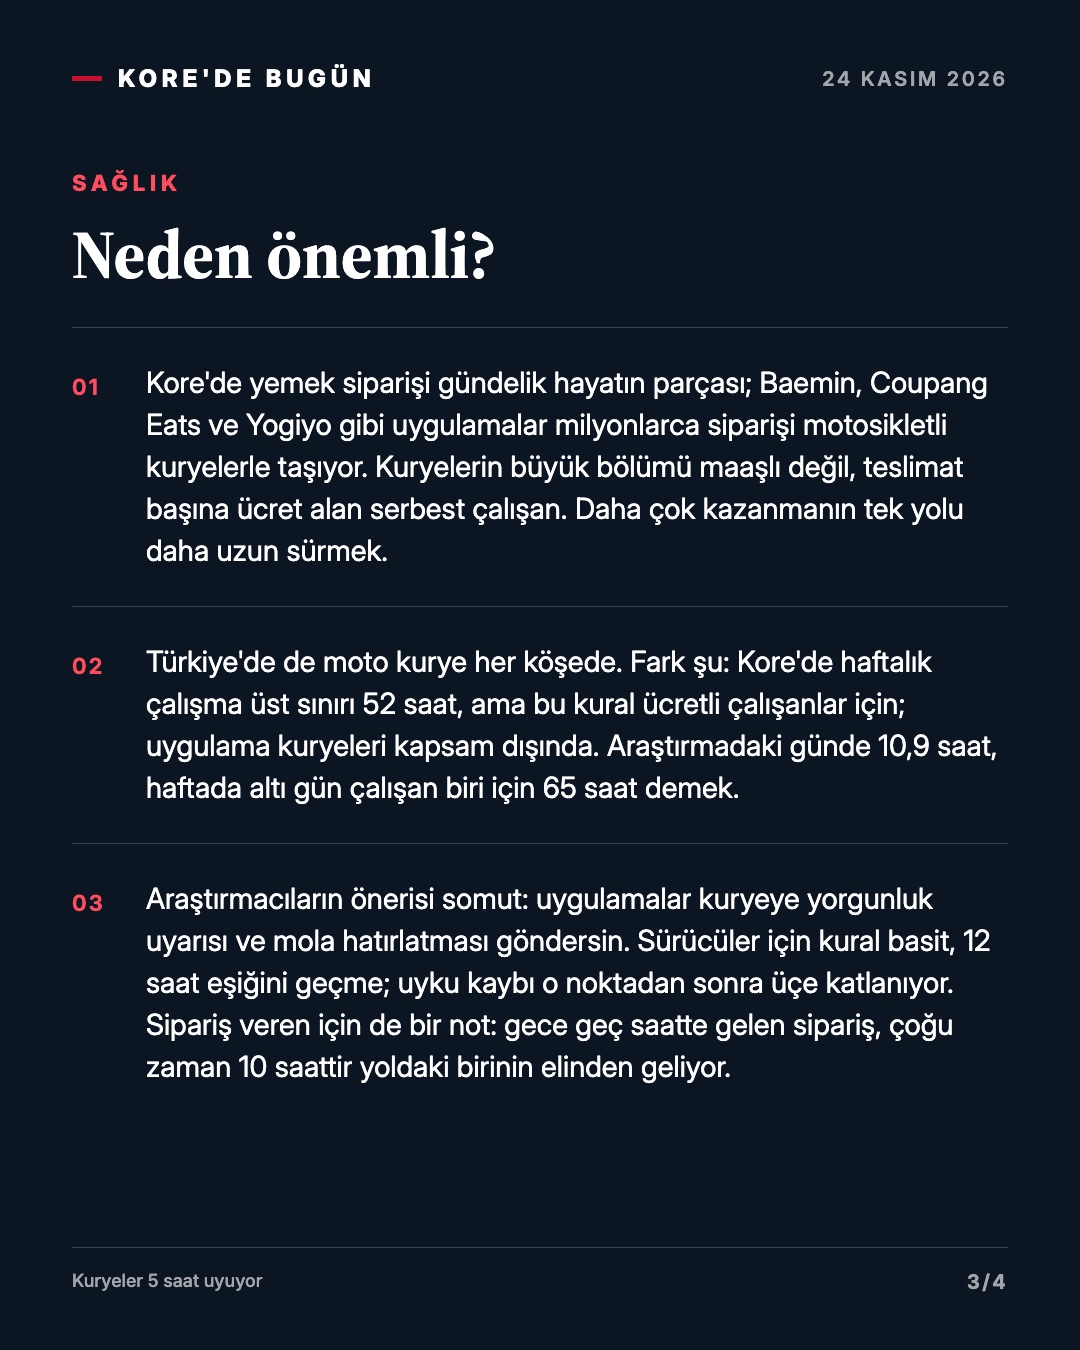 KORE'DE BUGÜN
24 KASIM 2026
SAĞLIK
Neden önemli?
01
Kore'de yemek siparişi gündelik hayatın parçası; Baemin, Coupang
Eats ve Yogiyo gibi uygulamalar milyonlarca siparişi motosikletli
kuryelerle taşıyor. Kuryelerin büyük bölümü maaşlı değil, teslimat
başına ücret alan serbest çalışan. Daha çok kazanmanın tek yolu
daha uzun sürmek.
02
Türkiye'de de moto kurye her köşede. Fark şu: Kore'de haftalık
çalışma üst sınırı 52 saat, ama bu kural ücretli çalışanlar için;
uygulama kuryeleri kapsam dışında. Araştırmadaki günde 10,9 saat,
haftada altı gün çalışan biri için 65 saat demek.
03
Araştırmacıların önerisi somut: uygulamalar kuryeye yorgunluk
uyarısı ve mola hatırlatması göndersin. Sürücüler için kural basit, 12
saat eşiğini geçme; uyku kaybı o noktadan sonra üçe katlanıyor.
Sipariş veren için de bir not: gece geç saatte gelen sipariş, çoğu
zaman 10 saattir yoldaki birinin elinden geliyor.
Kuryeler 5 saat uyuyor
3/4